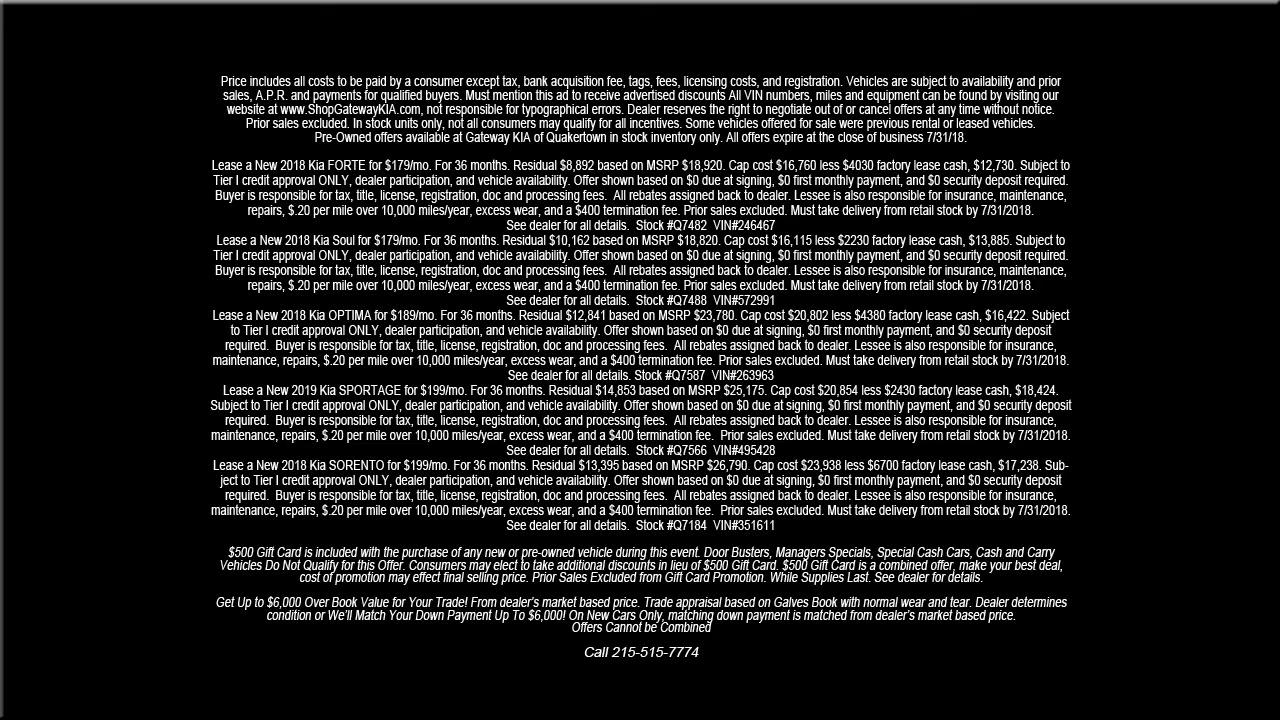 Price includes all costs to be paid by a consumer except tax, bank acquisition fee, tags, fees, licensing costs, and registration. Vehicles are subject to availability and prior
sales, A.P.R. and payments for qualified buyers. Must mention this ad to receive advertised discounts All VIN numbers, miles and equipment can be found by visiting our
website at www.ShopGatewayKIA.com, not responsible for typographical errors. Dealer reserves the right to negotiate out of or cancel offers at any time without notice.
Prior sales excluded. In stock units only, not all consumers may qualify for all incentives. Some vehicles offered for sale were previous rental or leased vehicles.
Pre-Owned offers available at Gateway KIA of Quakertown in stock inventory only. All offers expire at the close of business 7/31/18.
Lease a New 2018 Kia FORTE for $179/mo. For 36 months. Residual $8,892 based on MSRP $18,920. Cap cost $16,760 less $4030 factory lease cash, $12,730. Subject to
Tier I credit approval ONLY, dealer participation, and vehicle availability. Offer shown based on $0 due at signing, $0 first monthly payment, and $0 security deposit required.
Buyer is responsible for tax, title, license, registration, doc and processing fees.  All rebates assigned back to dealer. Lessee is also responsible for insurance, maintenance,
repairs, $.20 per mile over 10,000 miles/year, excess wear, and a $400 termination fee. Prior sales excluded. Must take delivery from retail stock by 7/31/2018.
See dealer for all details.  Stock #Q7482  VIN#246467
Lease a New 2018 Kia Soul for $179/mo. For 36 months. Residual $10,162 based on MSRP $18,820. Cap cost $16,115 less $2230 factory lease cash, $13,885. Subject to
Tier I credit approval ONLY, dealer participation, and vehicle availability. Offer shown based on $0 due at signing, $0 first monthly payment, and $0 security deposit required.
Buyer is responsible for tax, title, license, registration, doc and processing fees.  All rebates assigned back to dealer. Lessee is also responsible for insurance, maintenance,
repairs, $.20 per mile over 10,000 miles/year, excess wear, and a $400 termination fee. Prior sales excluded. Must take delivery from retail stock by 7/31/2018.
See dealer for all details.  Stock #Q7488  VIN#572991
Lease a New 2018 Kia OPTIMA for $189/mo. For 36 months. Residual $12,841 based on MSRP $23,780. Cap cost $20,802 less $4380 factory lease cash, $16,422. Subject
to Tier I credit approval ONLY, dealer participation, and vehicle availability. Offer shown based on $0 due at signing, $0 first monthly payment, and $0 security deposit
required.  Buyer is responsible for tax, title, license, registration, doc and processing fees.  All rebates assigned back to dealer. Lessee is also responsible for insurance,
maintenance, repairs, $.20 per mile over 10,000 miles/year, excess wear, and a $400 termination fee. Prior sales excluded. Must take delivery from retail stock by 7/31/2018.
See dealer for all details. Stock #Q7587  VIN#263963
Lease a New 2019 Kia SPORTAGE for $199/mo. For 36 months. Residual $14,853 based on MSRP $25,175. Cap cost $20,854 less $2430 factory lease cash, $18,424.
Subject to Tier I credit approval ONLY, dealer participation, and vehicle availability. Offer shown based on $0 due at signing, $0 first monthly payment, and $0 security deposit
required.  Buyer is responsible for tax, title, license, registration, doc and processing fees.  All rebates assigned back to dealer. Lessee is also responsible for insurance,
maintenance, repairs, $.20 per mile over 10,000 miles/year, excess wear, and a $400 termination fee.  Prior sales excluded. Must take delivery from retail stock by 7/31/2018.
See dealer for all details.  Stock #Q7566  VIN#495428
Lease a New 2018 Kia SORENTO for $199/mo. For 36 months. Residual $13,395 based on MSRP $26,790. Cap cost $23,938 less $6700 factory lease cash, $17,238. Sub-
ject to Tier I credit approval ONLY, dealer participation, and vehicle availability. Offer shown based on $0 due at signing, $0 first monthly payment, and $0 security deposit
required.  Buyer is responsible for tax, title, license, registration, doc and processing fees.  All rebates assigned back to dealer. Lessee is also responsible for insurance,
maintenance, repairs, $.20 per mile over 10,000 miles/year, excess wear, and a $400 termination fee.  Prior sales excluded. Must take delivery from retail stock by 7/31/2018.
See dealer for all details.  Stock #Q7184  VIN#351611
$500 Gift Card is included with the purchase of any new or pre-owned vehicle during this event. Door Busters, Managers Specials, Special Cash Cars, Cash and Carry
Vehicles Do Not Qualify for this Offer. Consumers may elect to take additional discounts in lieu of $500 Gift Card. $500 Gift Card is a combined offer, make your best deal,
cost of promotion may effect final selling price. Prior Sales Excluded from Gift Card Promotion. While Supplies Last. See dealer for details.
Get Up to $6,000 Over Book Value for Your Trade! From dealer's market based price. Trade appraisal based on Galves Book with normal wear and tear. Dealer determines
condition or We'll Match Your Down Payment Up To $6,000! On New Cars Only, matching down payment is matched from dealer's market based price.
Offers Cannot be Combined
Call 215-515-7774